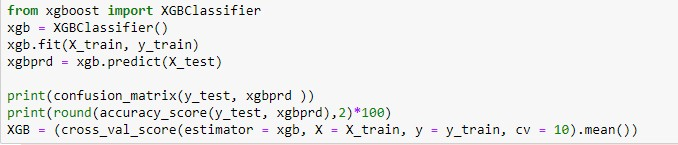 from xgboost import XGBClassifier
xgb = XGBClassifier()
xgb.fit(X_train, y_train)
xgbprd = xgb.predict(X_test)

print(confusion_matrix(y_test, xgbprd ))
print(round(accuracy_score(y_test, xgbprd),2)*100)
XGB = (cross_val_score(estimator = xgb, X = X_train, y = y_train, cv = 10).mean())